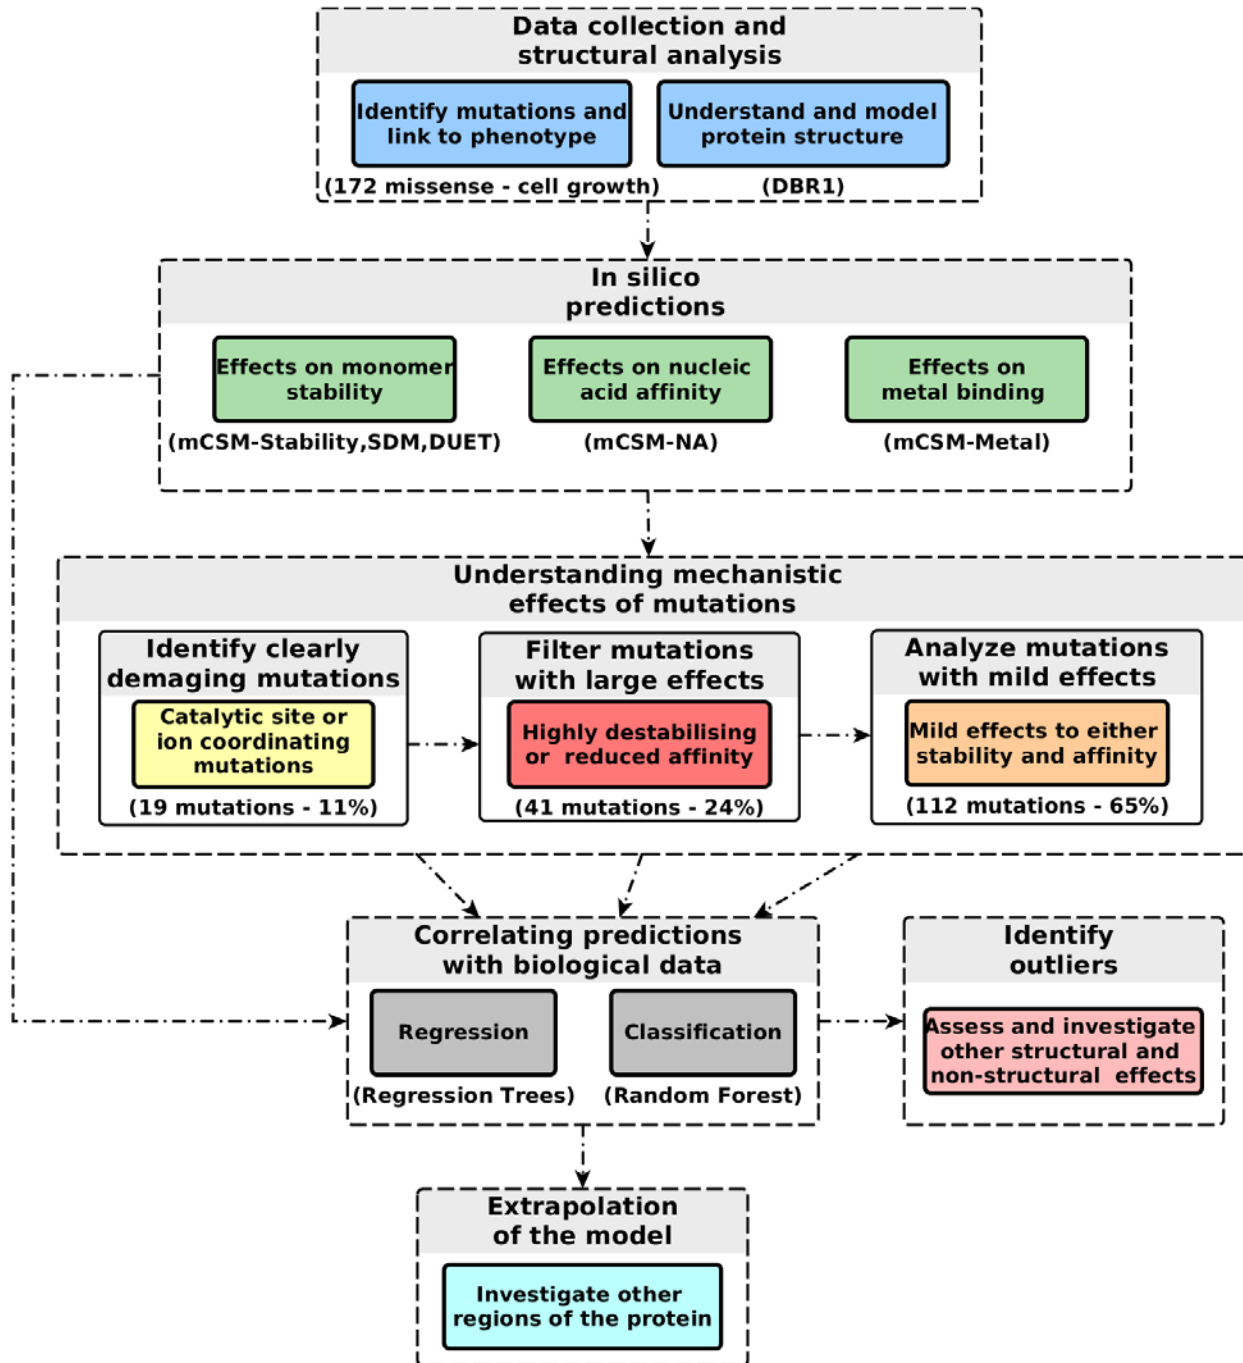 Data collection and
structural analysis
Identify mutations and
link to phenotype
(172 missense - cell growth)
Understand and model
protein structure
(DBR1)
In silico
predictions
Effects on monomer
stability
(mCSM-Stability,SDM,DUET)
Effects on nucleic
acid affinity
(mCSM-NA)
Effects on
metal binding
(mCSM-Metal)
Understanding mechanistic
effects of mutations
Identify clearly
demaging mutations
Catalytic site or
ion coordinating
mutations
(19 mutations - 11%)
Filter mutations
with large effects
Highly destabilising
or reduced affinity
(41 mutations - 24%)
Analyze mutations
with mild effects
Mild effects to either
stability and affinity
(112 mutations - 65%)
Correlating predictions
with biological data
Regression
(Regression Trees)
Classification
(Random Forest)
Identify
outliers
Assess and investigate
other structural and
non-structural effects
Extrapolation
of the model
Investigate other
regions of the protein